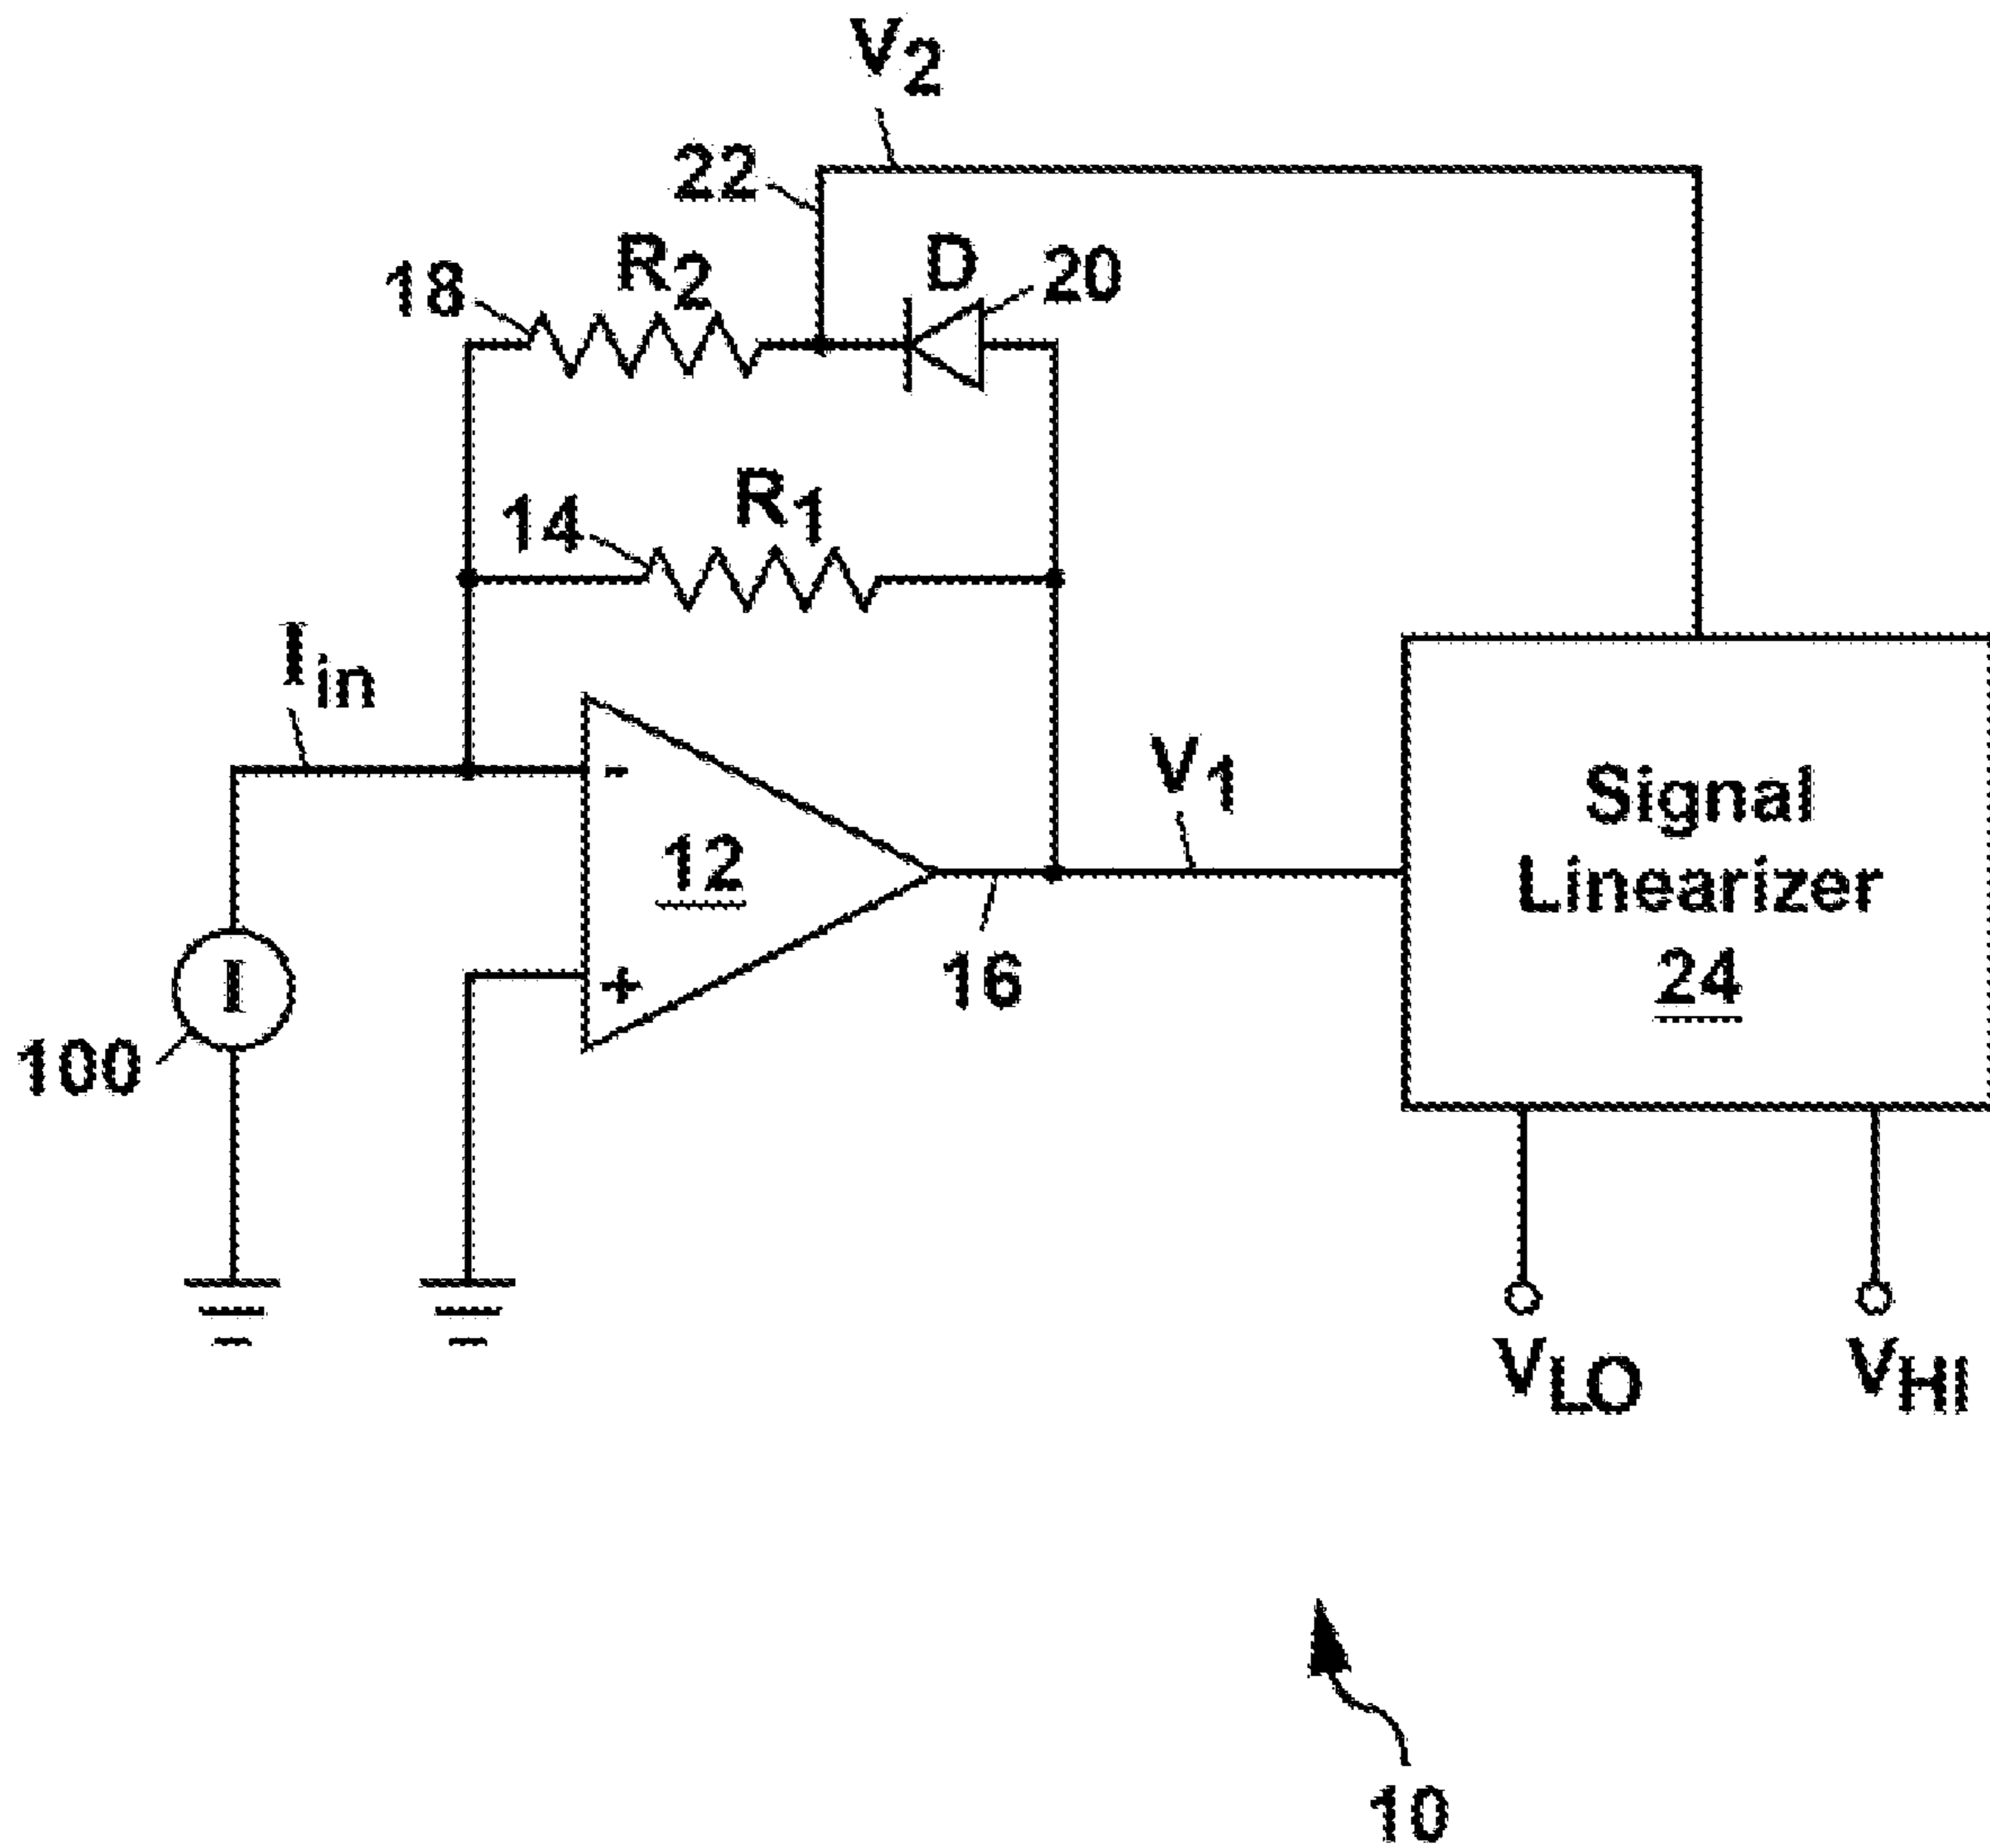 V2
22
R2
D
20
18
R1
14
Iin
-
12
V1
Signal
Linearizer
24
+
16
I
100
VLO
VHI
10